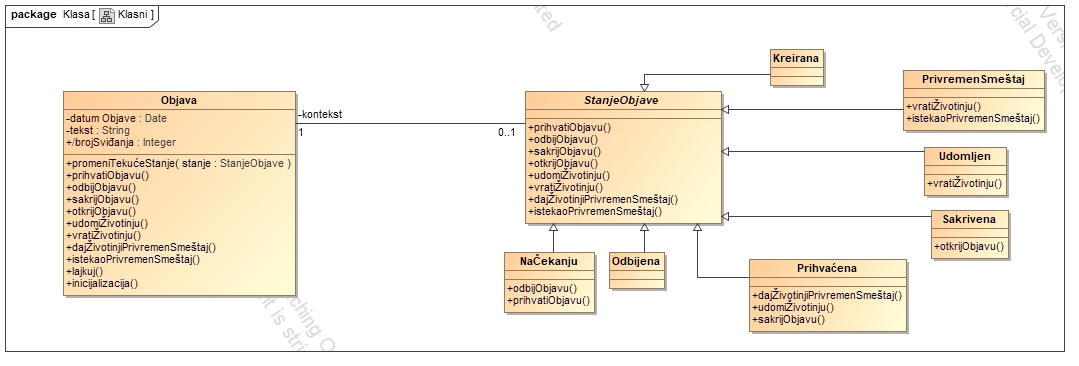 package Klasa [ Klasni ]
Objava
-datum Objave : Date
-tekst : String
+/brojSviđanja : Integer
+promeniTekućeStanje( stanje : StanjeObjave )
+prihvatiObjavu()
+odbijObjavu()
+sakrijObjavu()
+otkrijObjavu()
+udomiŽivotinju()
+vratiŽivotinju()
+dajŽivotinjiPrivremenSmeštaj()
+istekaoPrivremenSmeštaj()
+lajkuj()
+inicijalizacija()
-kontekst
1
0..1
StanjeObjave
+prihvatiObjavu()
+odbijObjavu()
+sakrijObjavu()
+otkrijObjavu()
+udomiŽivotinju()
+vratiŽivotinju()
+dajŽivotinjiPrivremenSmeštaj()
+istekaoPrivremenSmeštaj()
Kreirana
PrivremenSmeštaj
+vratiŽivotinju()
+istekaoPrivremenSmeštaj()
Udomljen
+vratiŽivotinju()
Sakrivena
+otkrijObjavu()
NaČekanju
+odbijObjavu()
+prihvatiObjavu()
Odbijena
Prihvaćena
+dajŽivotinjiPrivremenSmeštaj()
+udomiŽivotinju()
+sakrijObjavu()